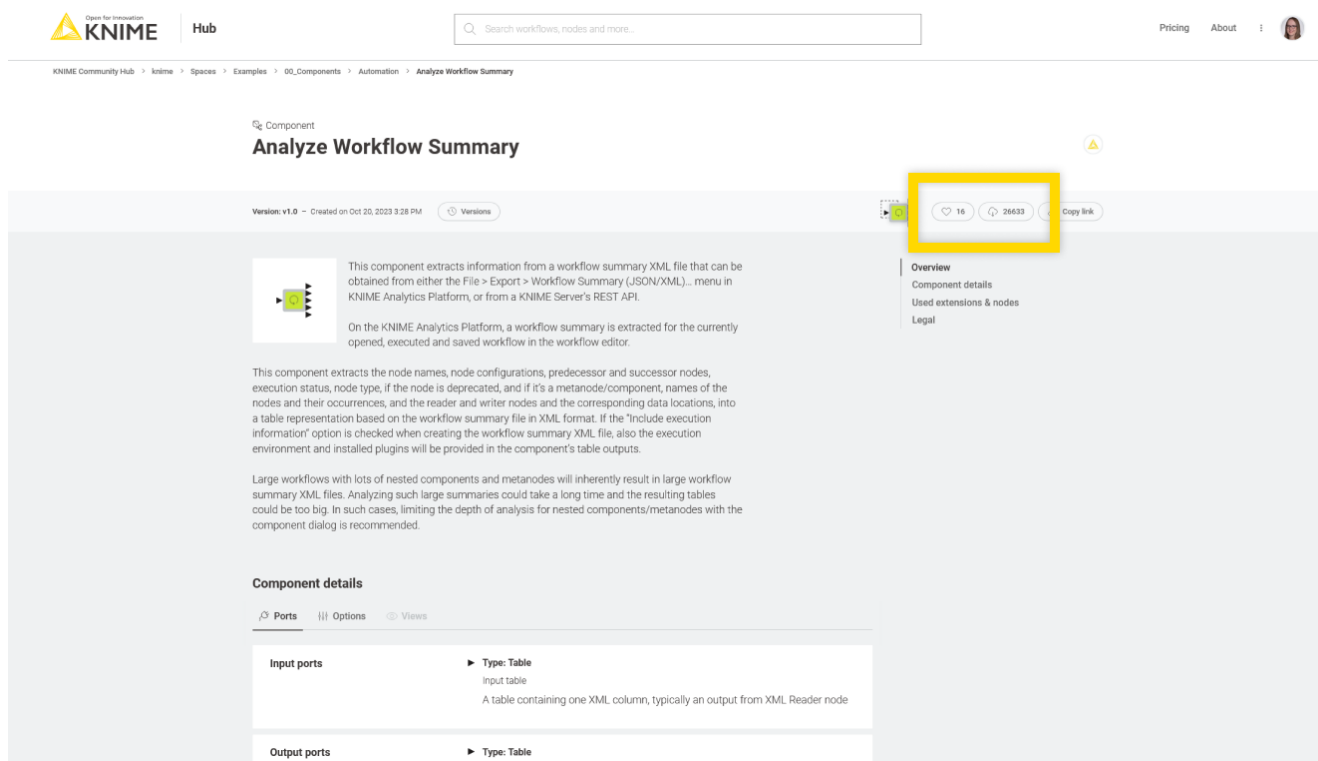 Open for Innovation
KNIME
Hub
Search workflows, nodes and more...
Pricing
About
KNIME Community Hub > knime > Spaces > Examples > 00_Components > Automation > Analyze Workflow Summary
Component
Analyze Workflow Summary
Version: v1.0 – Created on Oct 20, 2023 3:28 PM
Versions
16
26633
Copy link
This component extracts information from a workflow summary XML file that can be
obtained from either the File > Export > Workflow Summary (JSON/XML)... menu in
KNIME Analytics Platform, or from a KNIME Server's REST API.
On the KNIME Analytics Platform, a workflow summary is extracted for the currently
opened, executed and saved workflow in the workflow editor.
This component extracts the node names, node configurations, predecessor and successor nodes,
execution status, node type, if the node is deprecated, and if it's a metanode/component, names of the
nodes and their occurrences, and the reader and writer nodes and the corresponding data locations, into
a table representation based on the workflow summary file in XML format. If the "Include execution
information" option is checked when creating the workflow summary XML file, also the execution
environment and installed plugins will be provided in the component's table outputs.
Large workflows with lots of nested components and metanodes will inherently result in large workflow
summary XML files. Analyzing such large summaries could take a long time and the resulting tables
could be too big. In such cases, limiting the depth of analysis for nested components/metanodes with the
component dialog is recommended.
Overview
Component details
Used extensions & nodes
Legal
Component details
Ports
Options
Views
Input ports
Type: Table
Input table
A table containing one XML column, typically an output from XML Reader node
Output ports
Type: Table